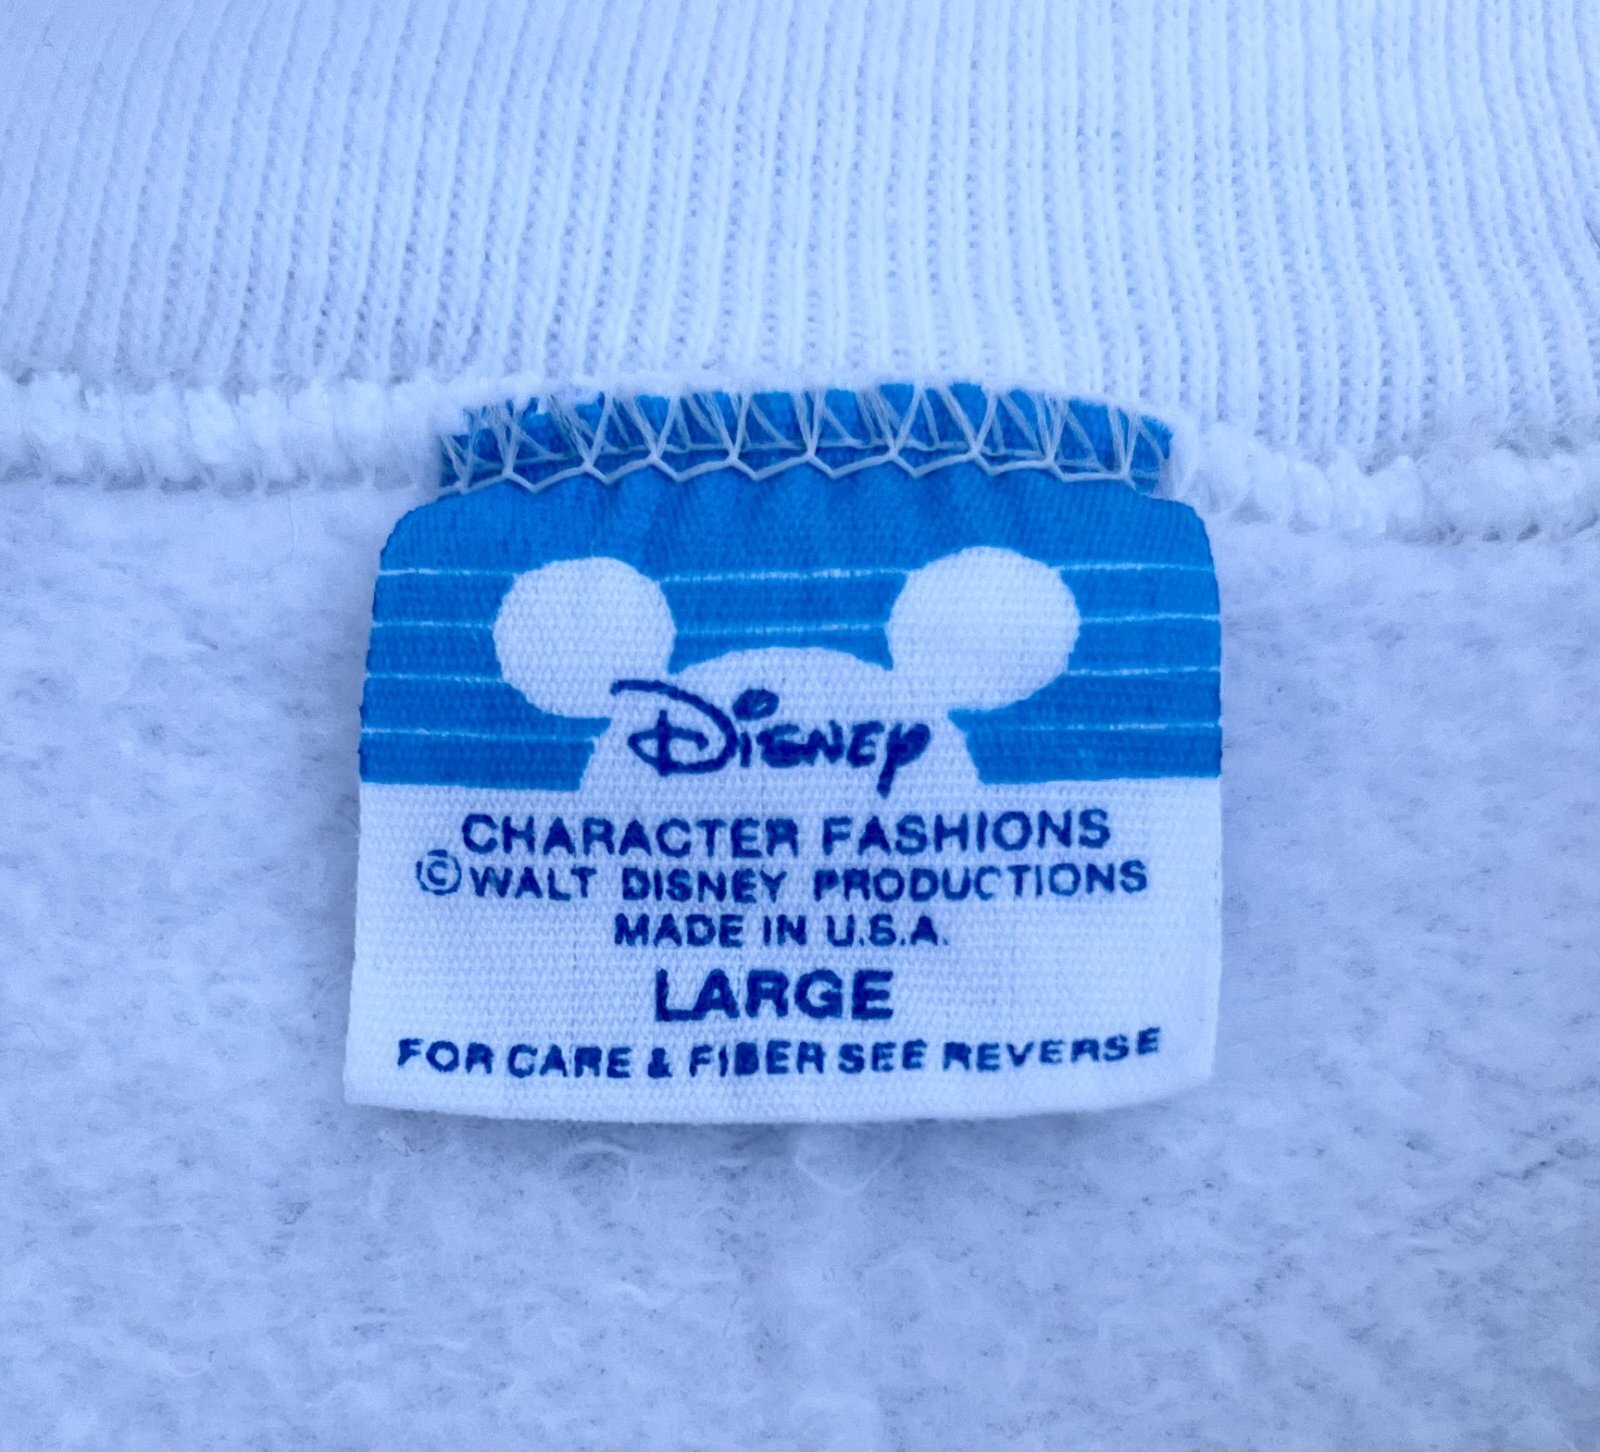 Disney
CHARACTER FASHIONS
© WALT DISNEY PRODUCTIONS
MADE IN U.S.A.
LARGE
FOR CARE & FIBER SEE REVERSE